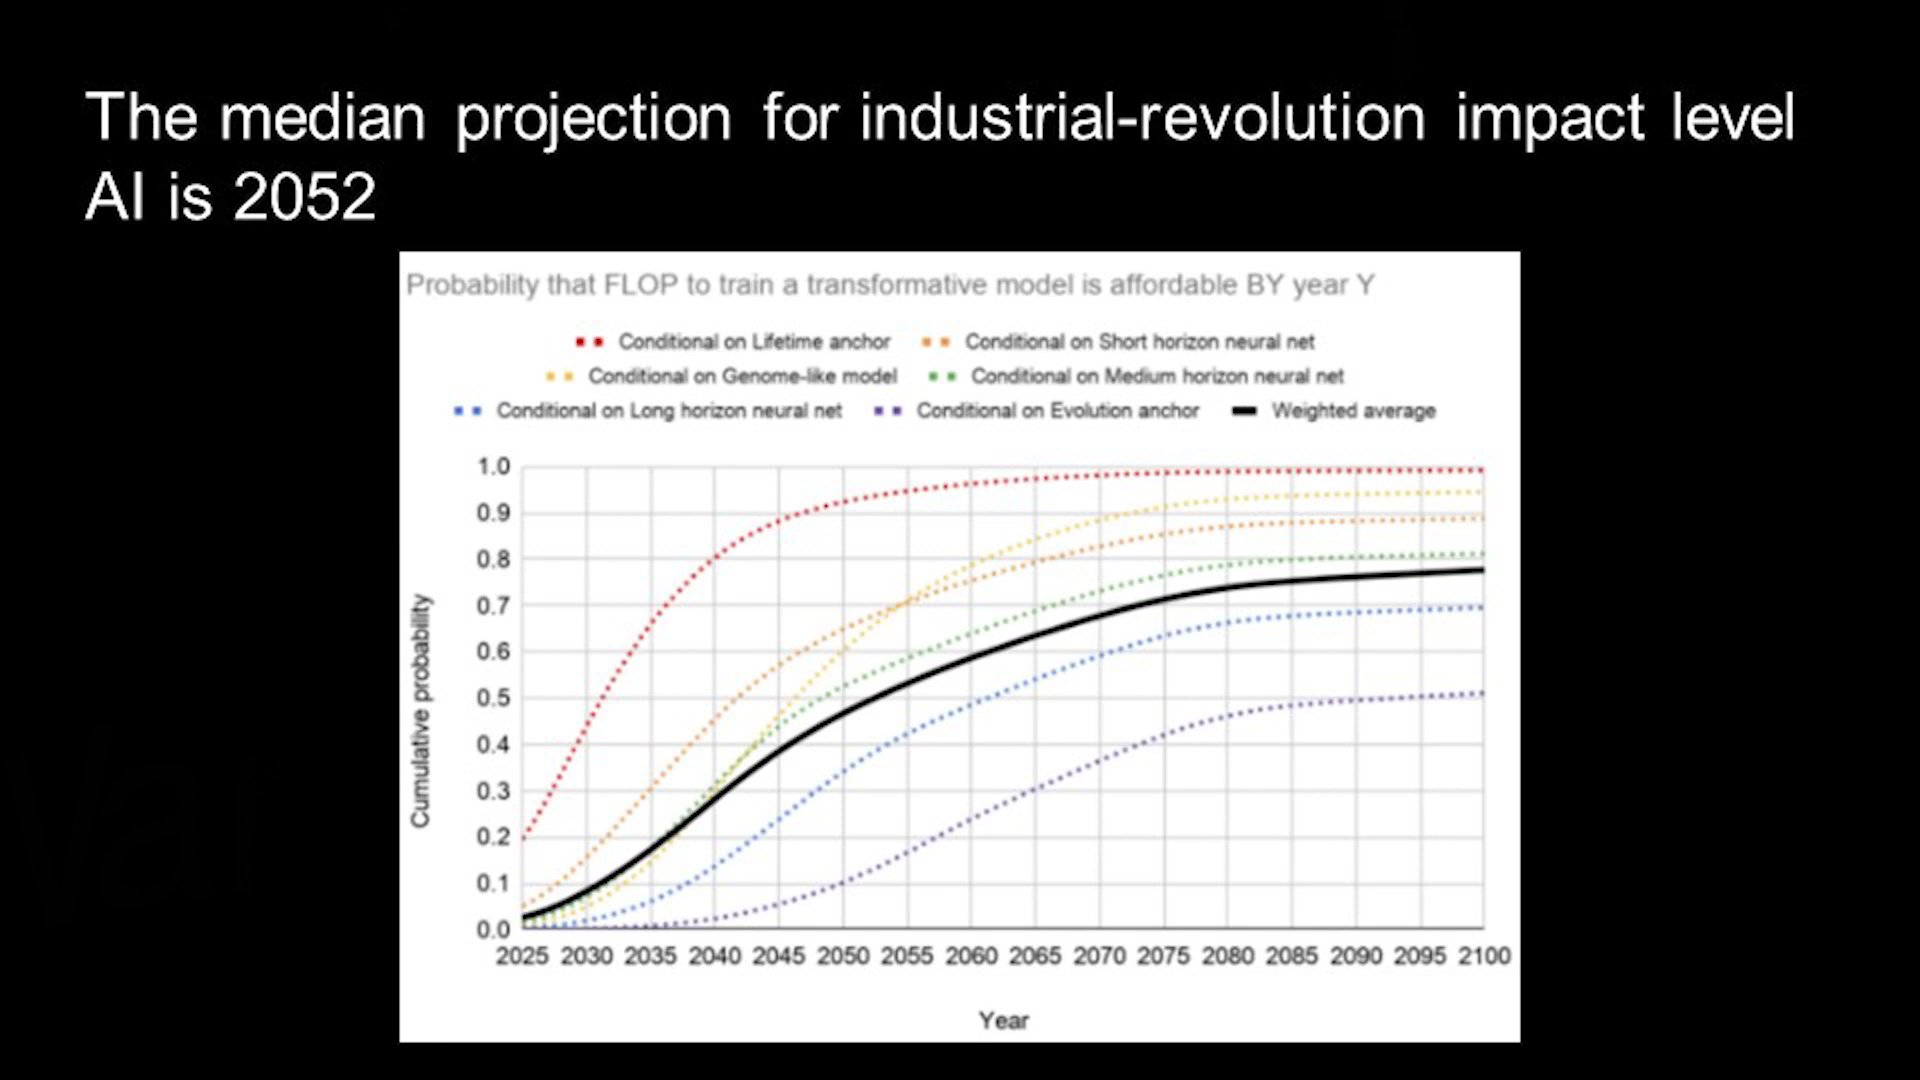 The median projection for industrial-revolution impact level
AI is 2052
Probability that FLOP to train a transformative model is affordable BY year Y
Conditional on Lifetime anchor Conditional on Short horizon neural net
Conditional on Genome-like model Conditional on Medium horizon neural net
Conditional on Long horizon neural net Conditional on Evolution anchor Weighted average
Cumulative probability
1.0
0.9
0.8
0.7
0.6
0.5
0.4
0.3
0.2
0.1
0.0
2025 2030 2035 2040 2045 2050 2055 2060 2065 2070 2075 2080 2085 2090 2095 2100
Year